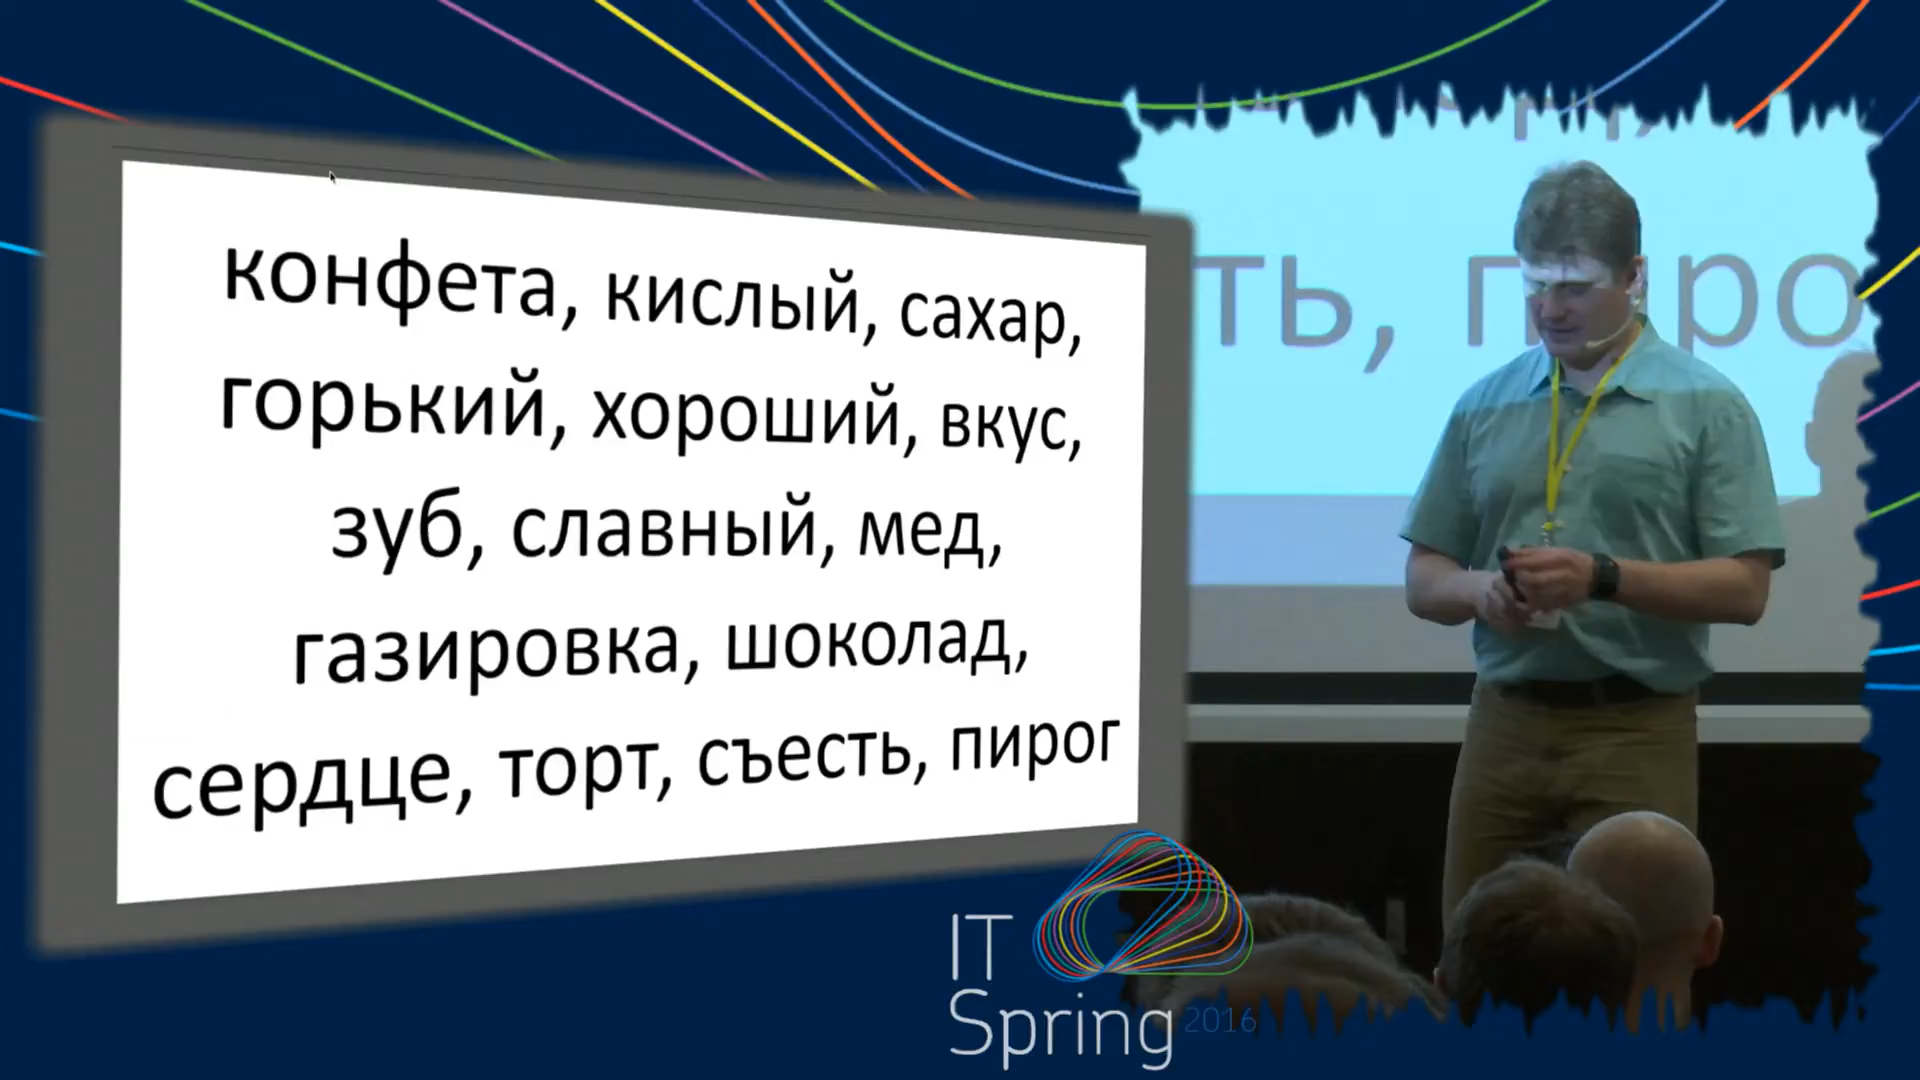 конфета, кислый, сахар,
горький, хороший, вкус,
зуб, славный, мед,
газировка, шоколад,
сердце, торт, съесть, пирог
ть, пиро
IT
Spring 2016